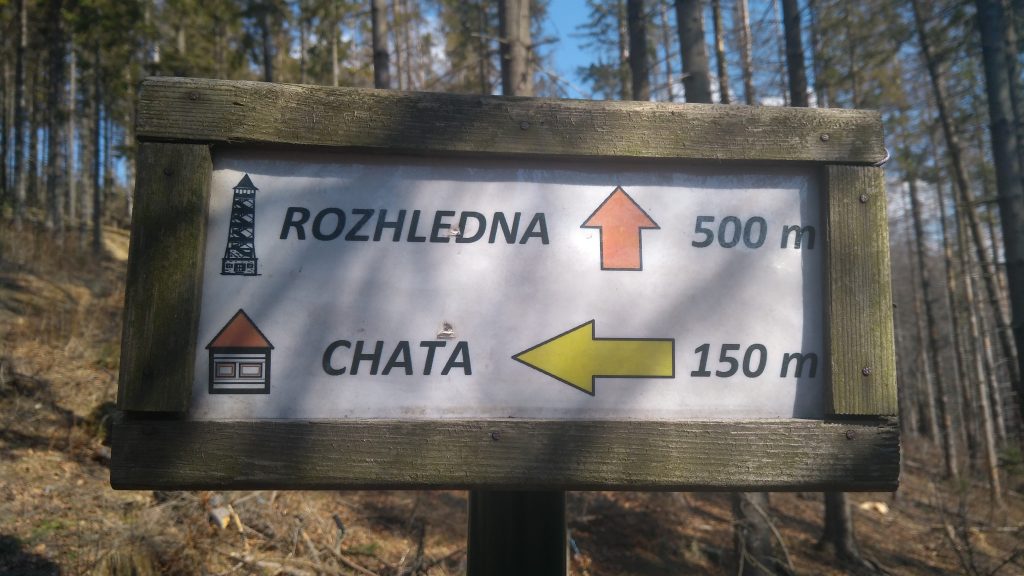 ROZHLEDNA 500 m
CHATA 150 m